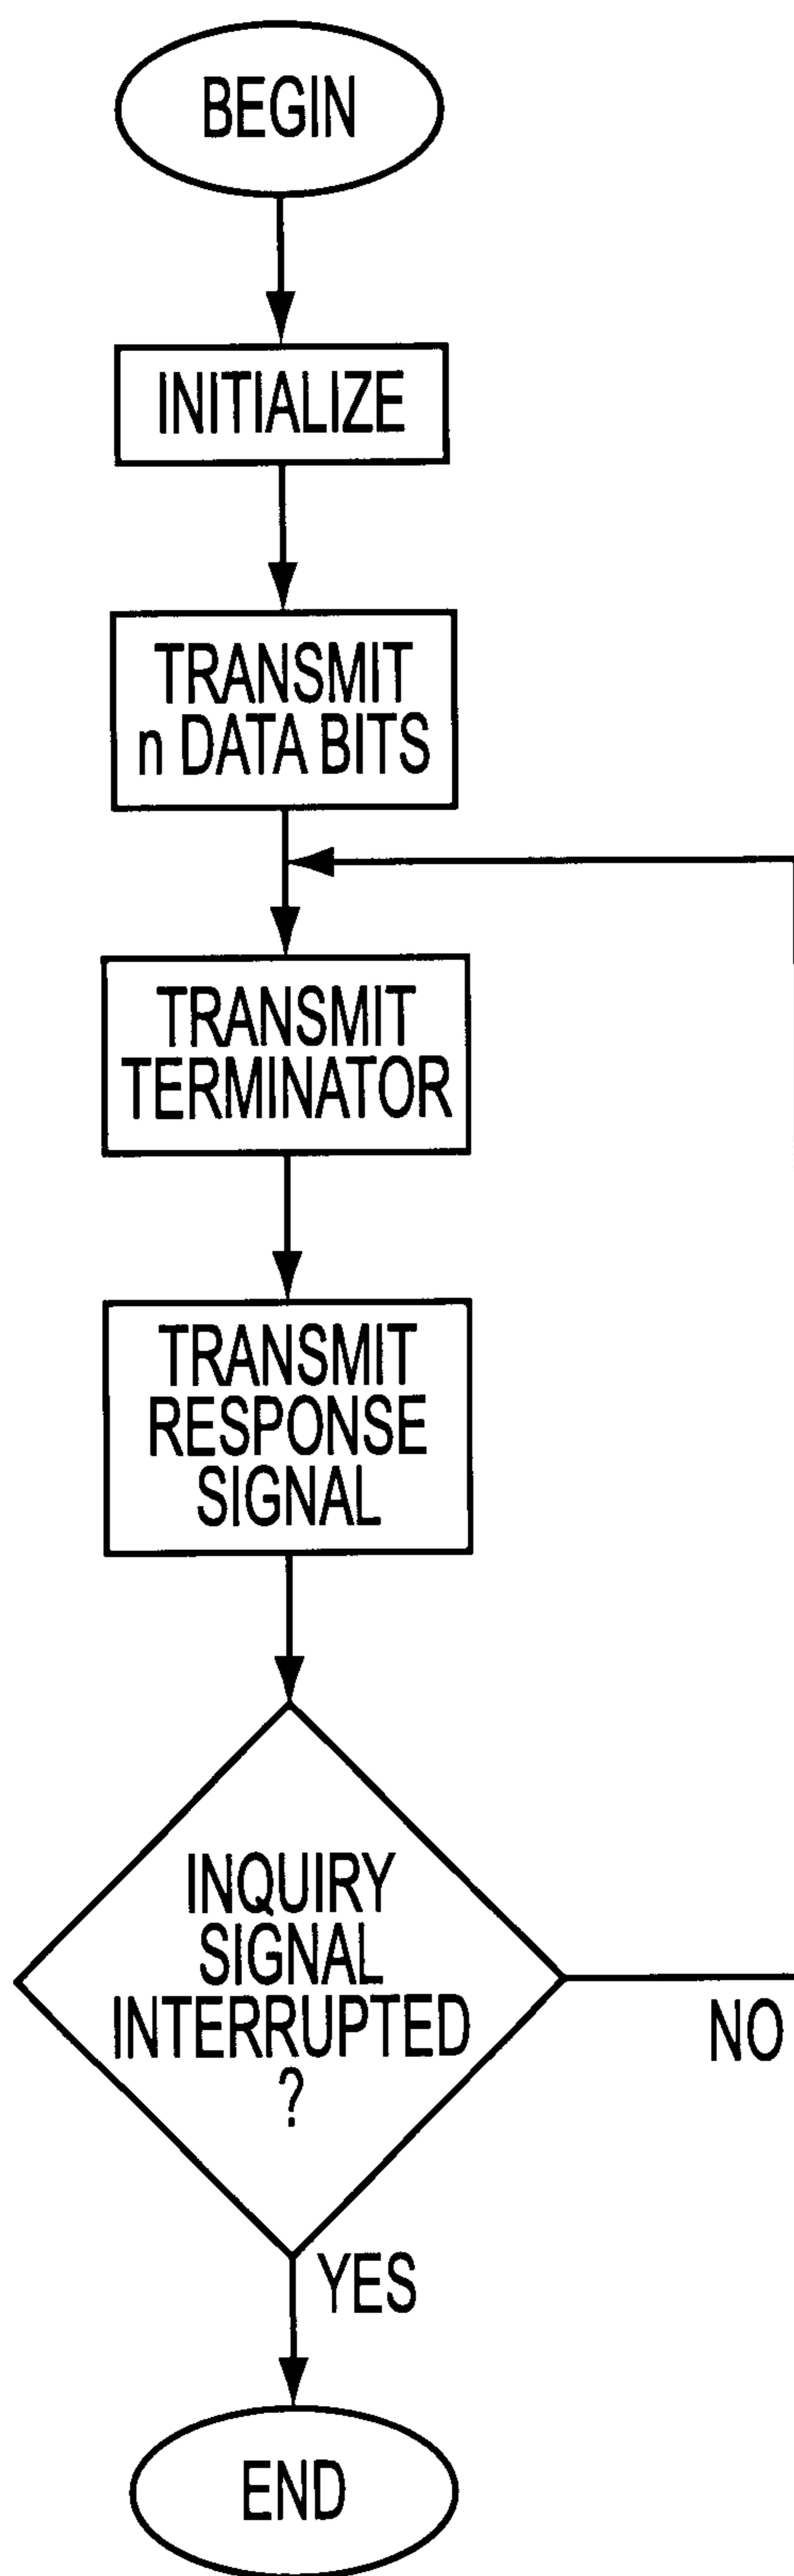 BEGIN
INITIALIZE
TRANSMIT
n DATA BITS
TRANSMIT
TERMINATOR
TRANSMIT
RESPONSE
SIGNAL
INQUIRY
SIGNAL
INTERRUPTED
?
NO
YES
END